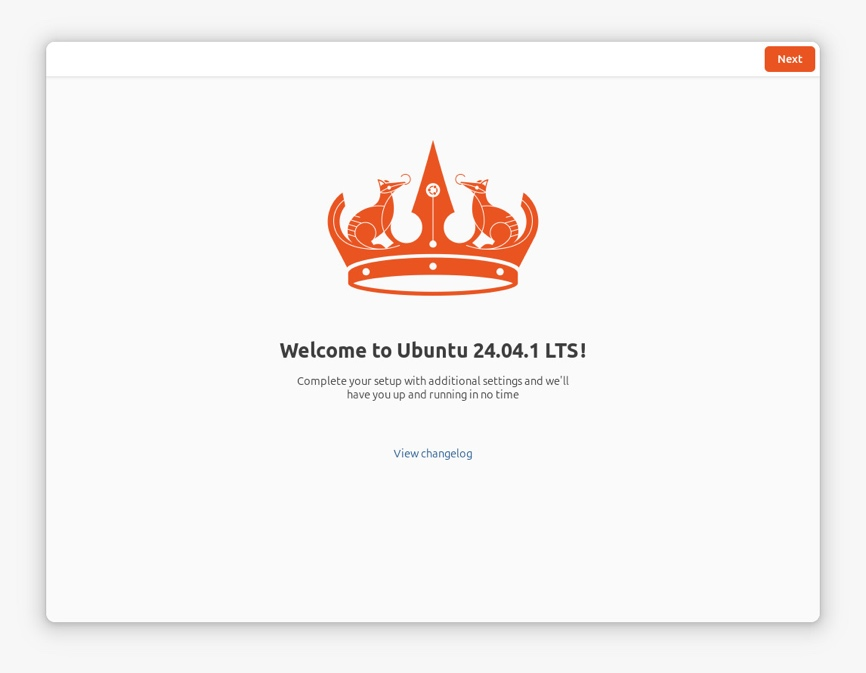 Next
Welcome to Ubuntu 24.04.1 LTS!
Complete your setup with additional settings and we'll
have you up and running in no time
View changelog